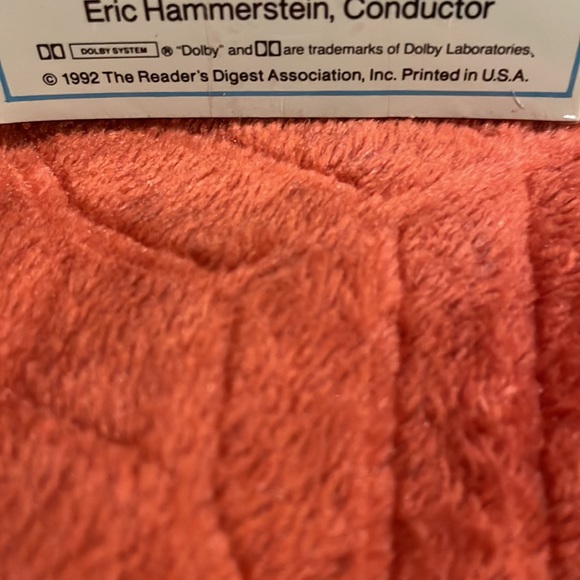 Eric Hammerstein, Conductor
DOLBY SYSTEM ® "Dolby" and are trademarks of Dolby Laboratories.
© 1992 The Reader's Digest Association, Inc. Printed in U.S.A.